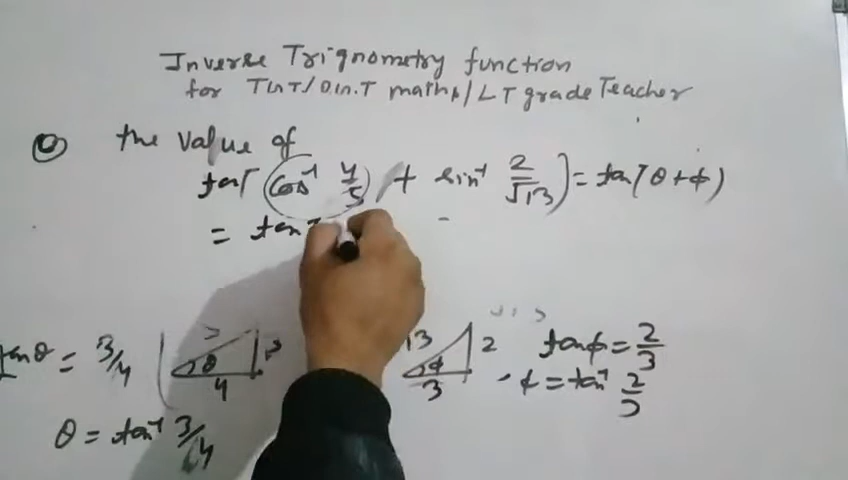 Inverse Trignometry function
for TGT/D.M.T maths/LT grade Teacher
the value of
tan[cos⁻¹ 4/5 + sin⁻¹ 2/√13] = tan[θ+ϕ)
= tan
tanθ = 3/4
θ
4
13
ϕ
2
3
tanϕ = 2/3
ϕ = tan⁻¹ 2/3
θ = tan⁻¹ 3/4